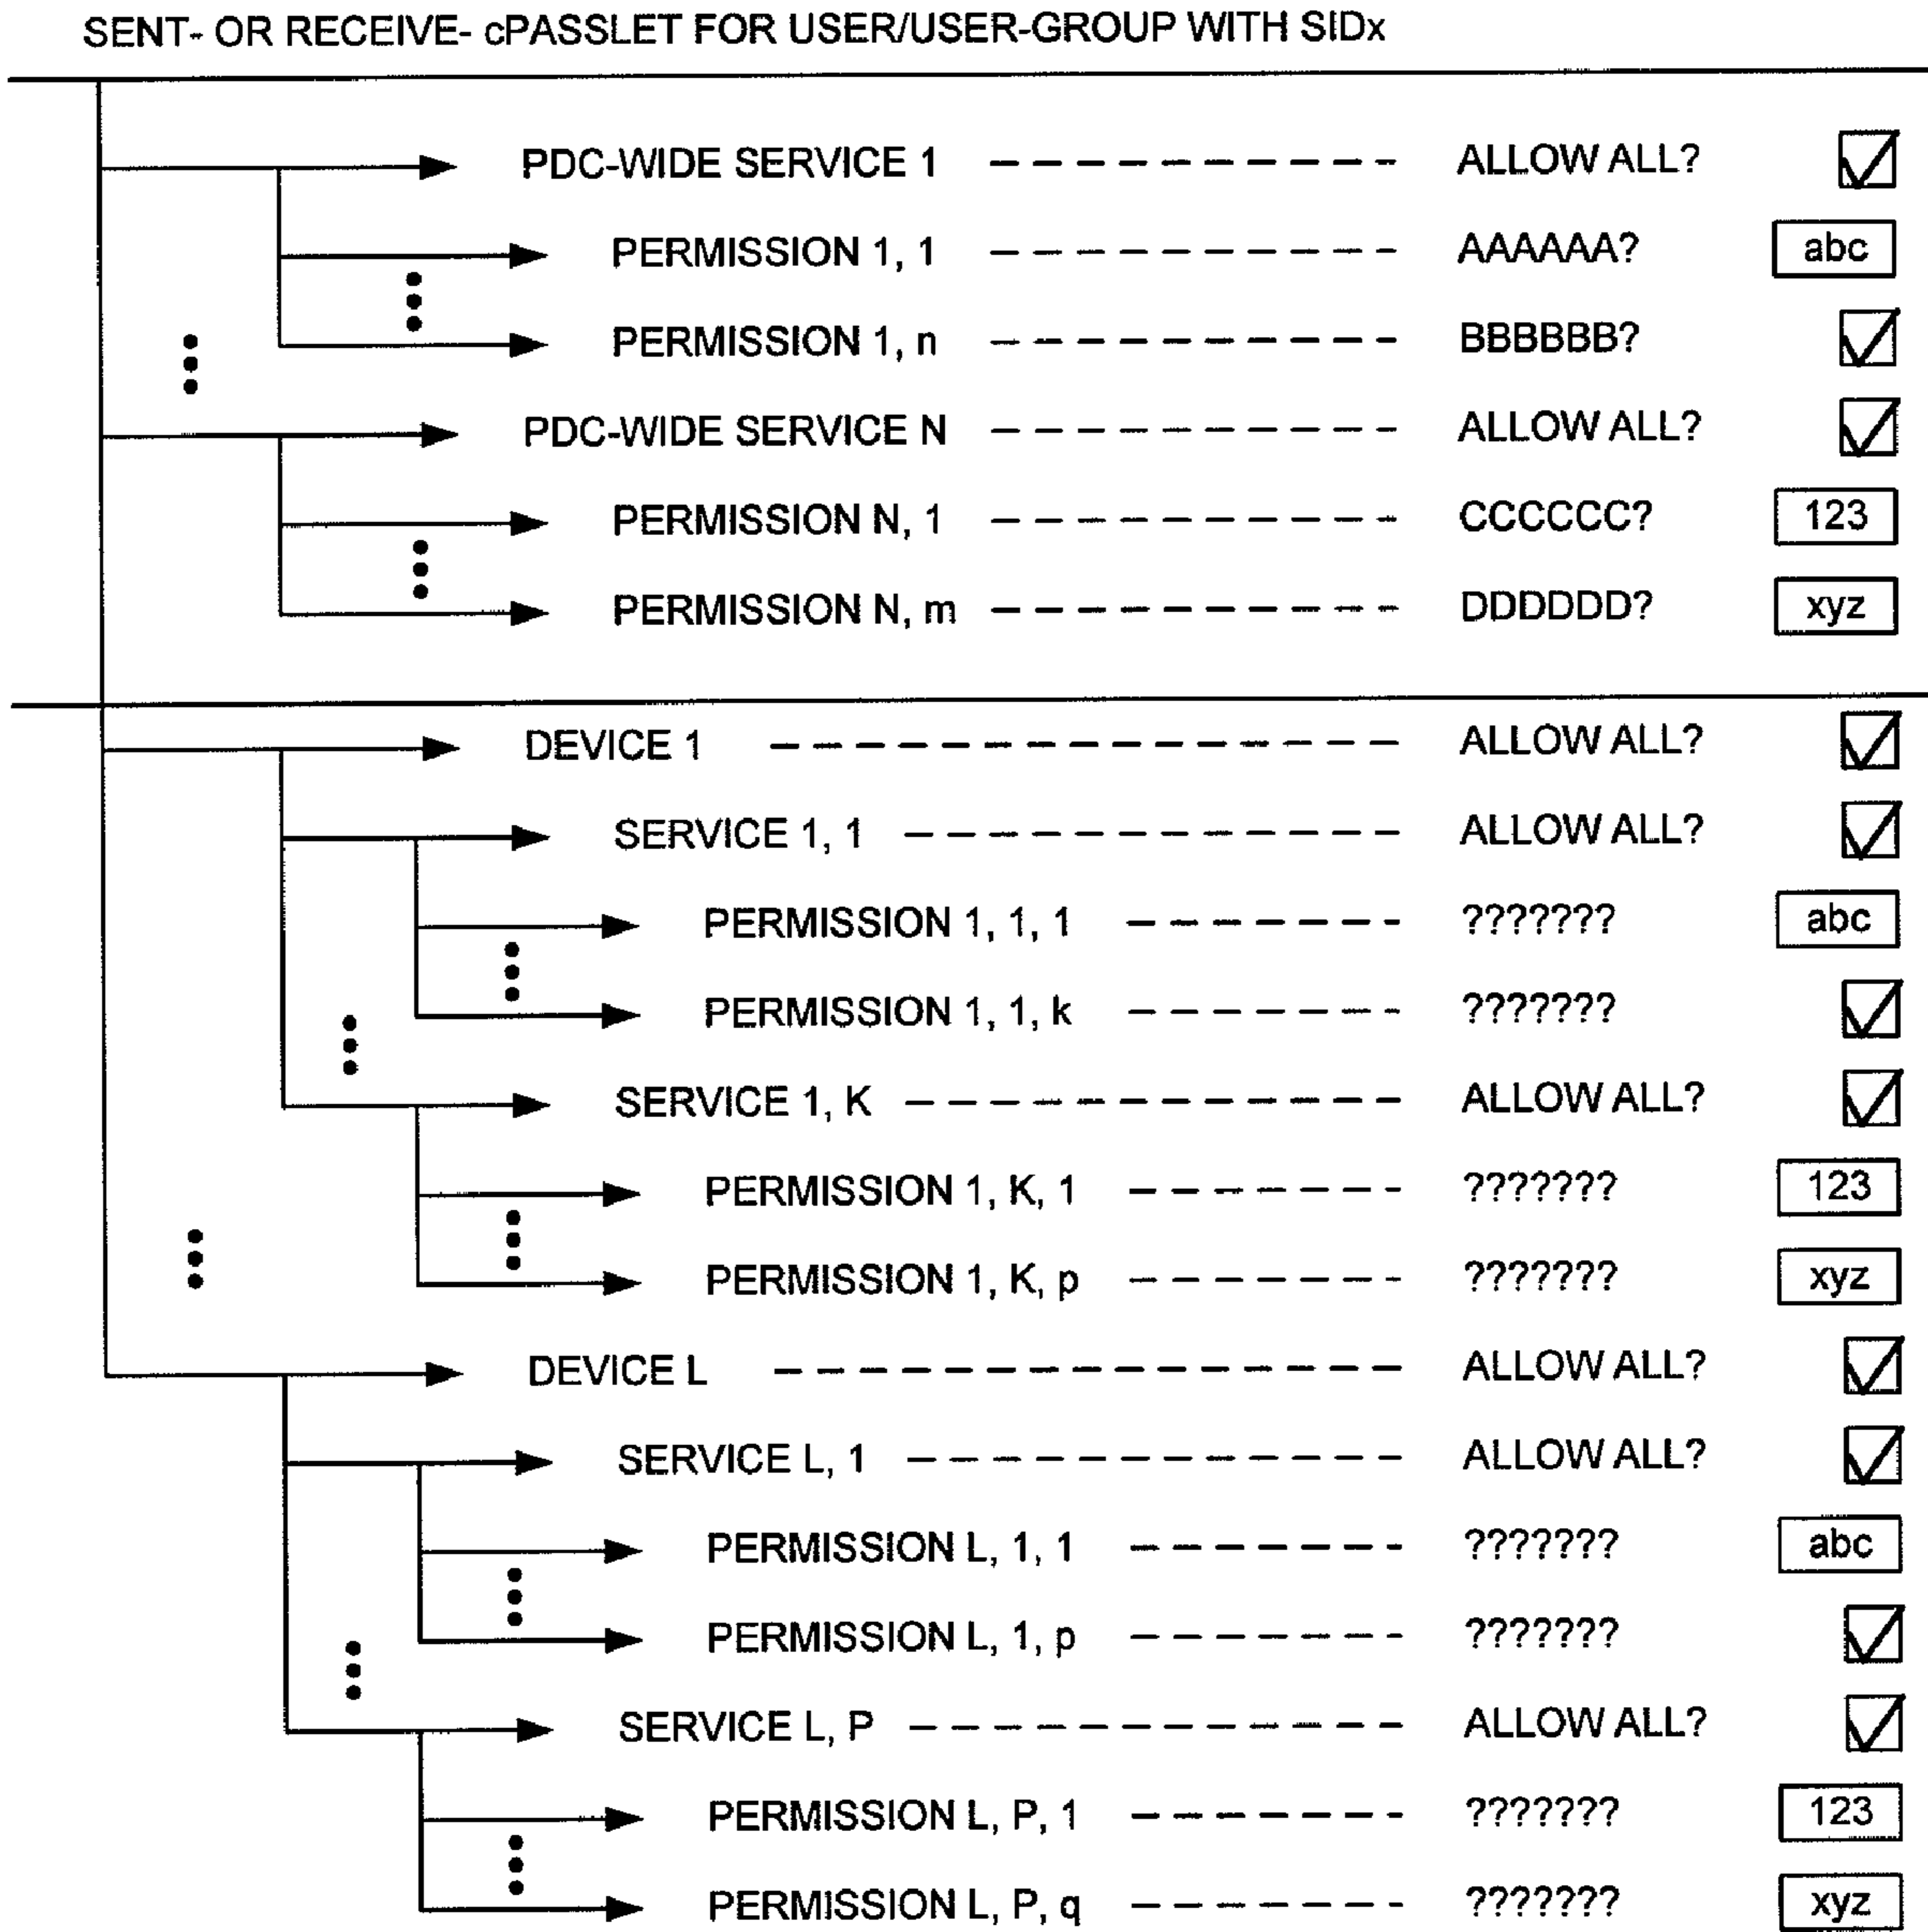 SENT- OR RECEIVE- cPASSLET FOR USER/USER-GROUP WITH SIDx
PDC-WIDE SERVICE 1 ALLOW ALL?
PERMISSION 1, 1 AAAAAA? abc
PERMISSION 1, n BBBBBB?
PDC-WIDE SERVICE N ALLOW ALL?
PERMISSION N, 1 CCCCCC? 123
PERMISSION N, m DDDDDD? xyz
DEVICE 1 ALLOW ALL?
SERVICE 1, 1 ALLOW ALL?
PERMISSION 1, 1, 1 ??????? abc
PERMISSION 1, 1, k ???????
SERVICE 1, K ALLOW ALL?
PERMISSION 1, K, 1 ??????? 123
PERMISSION 1, K, p ??????? xyz
DEVICE L ALLOW ALL?
SERVICE L, 1 ALLOW ALL?
PERMISSION L, 1, 1 ??????? abc
PERMISSION L, 1, p ???????
SERVICE L, P ALLOW ALL?
PERMISSION L, P, 1 ??????? 123
PERMISSION L, P, q ??????? xyz